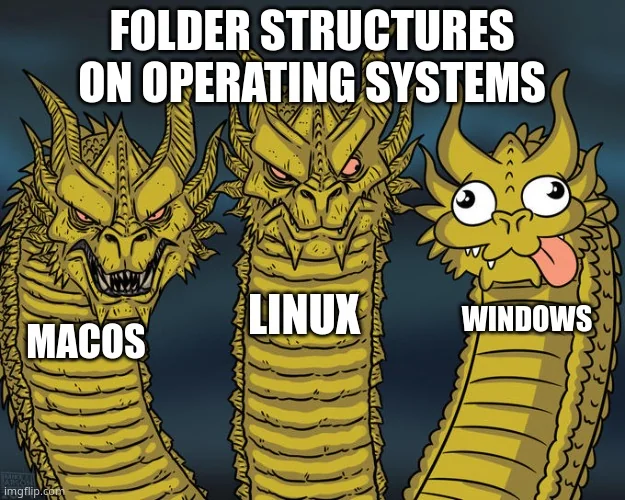 FOLDER STRUCTURES
ON OPERATING SYSTEMS
LINUX
WINDOWS
MACOS
imgflip.com